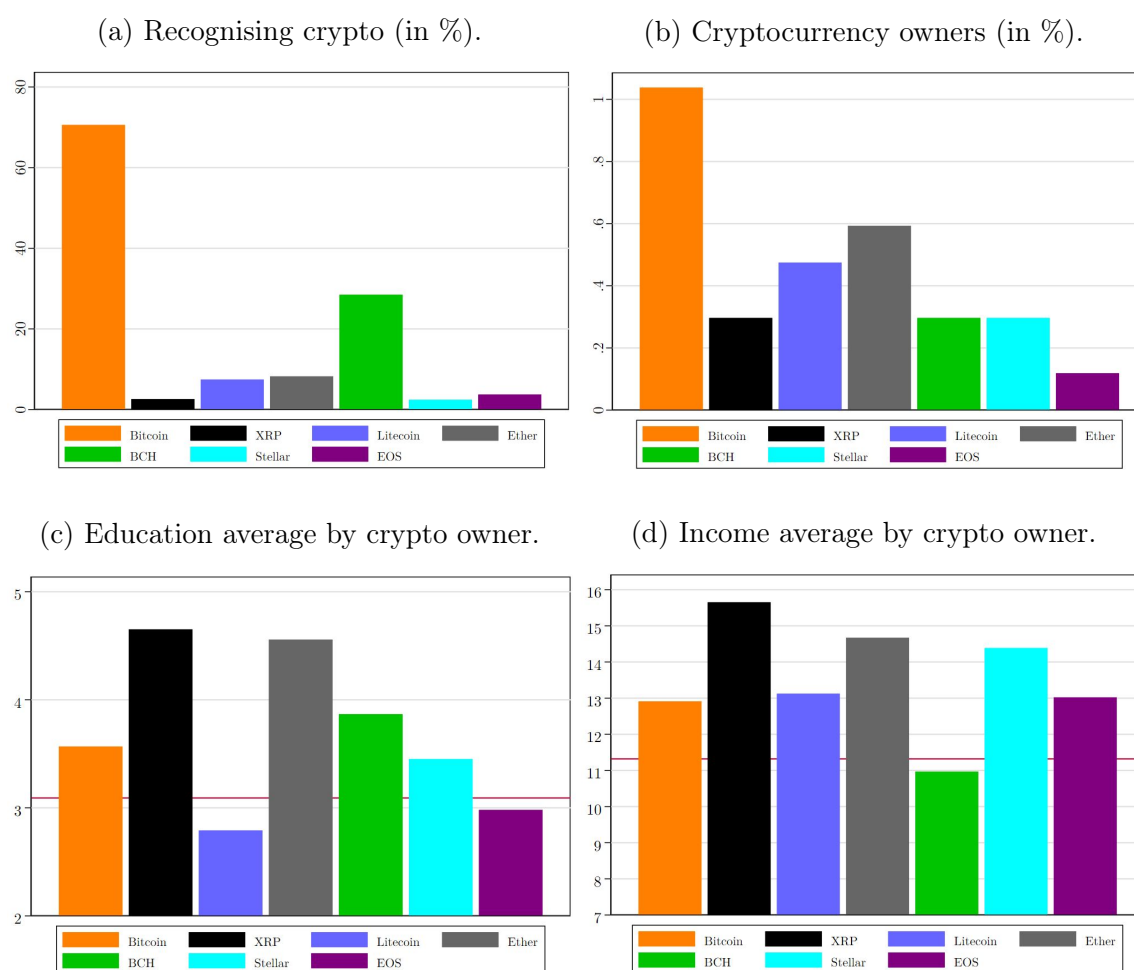 (a) Recognising crypto (in %).
80
60
40
20
0
Bitcoin XRP Litecoin Ether
BCH Stellar EOS
(b) Cryptocurrency owners (in %).
1
.8
.6
.4
.2
0
Bitcoin XRP Litecoin Ether
BCH Stellar EOS
(c) Education average by crypto owner.
5
4
3
2
Bitcoin XRP Litecoin Ether
BCH Stellar EOS
(d) Income average by crypto owner.
16
15
14
13
12
11
10
9
8
7
Bitcoin XRP Litecoin Ether
BCH Stellar EOS